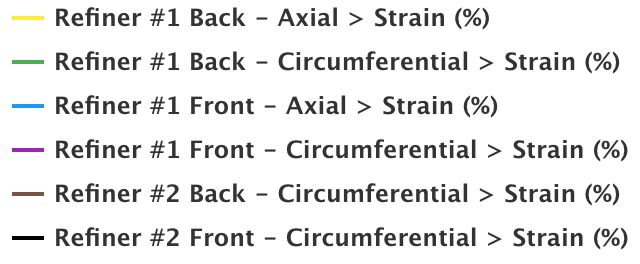 Refiner #1 Back - Axial > Strain (%)
Refiner #1 Back - Circumferential > Strain (%)
Refiner #1 Front - Axial > Strain (%)
Refiner #1 Front - Circumferential > Strain (%)
Refiner #2 Back - Circumferential > Strain (%)
Refiner #2 Front - Circumferential > Strain (%)